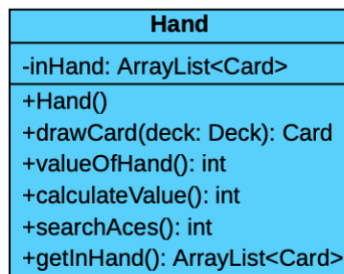 Hand
-inHand: ArrayList<Card>
+Hand()
+drawCard(deck: Deck): Card
+valueOfHand(): int
+calculateValue(): int
+searchAces(): int
+getInHand(): ArrayList<Card>